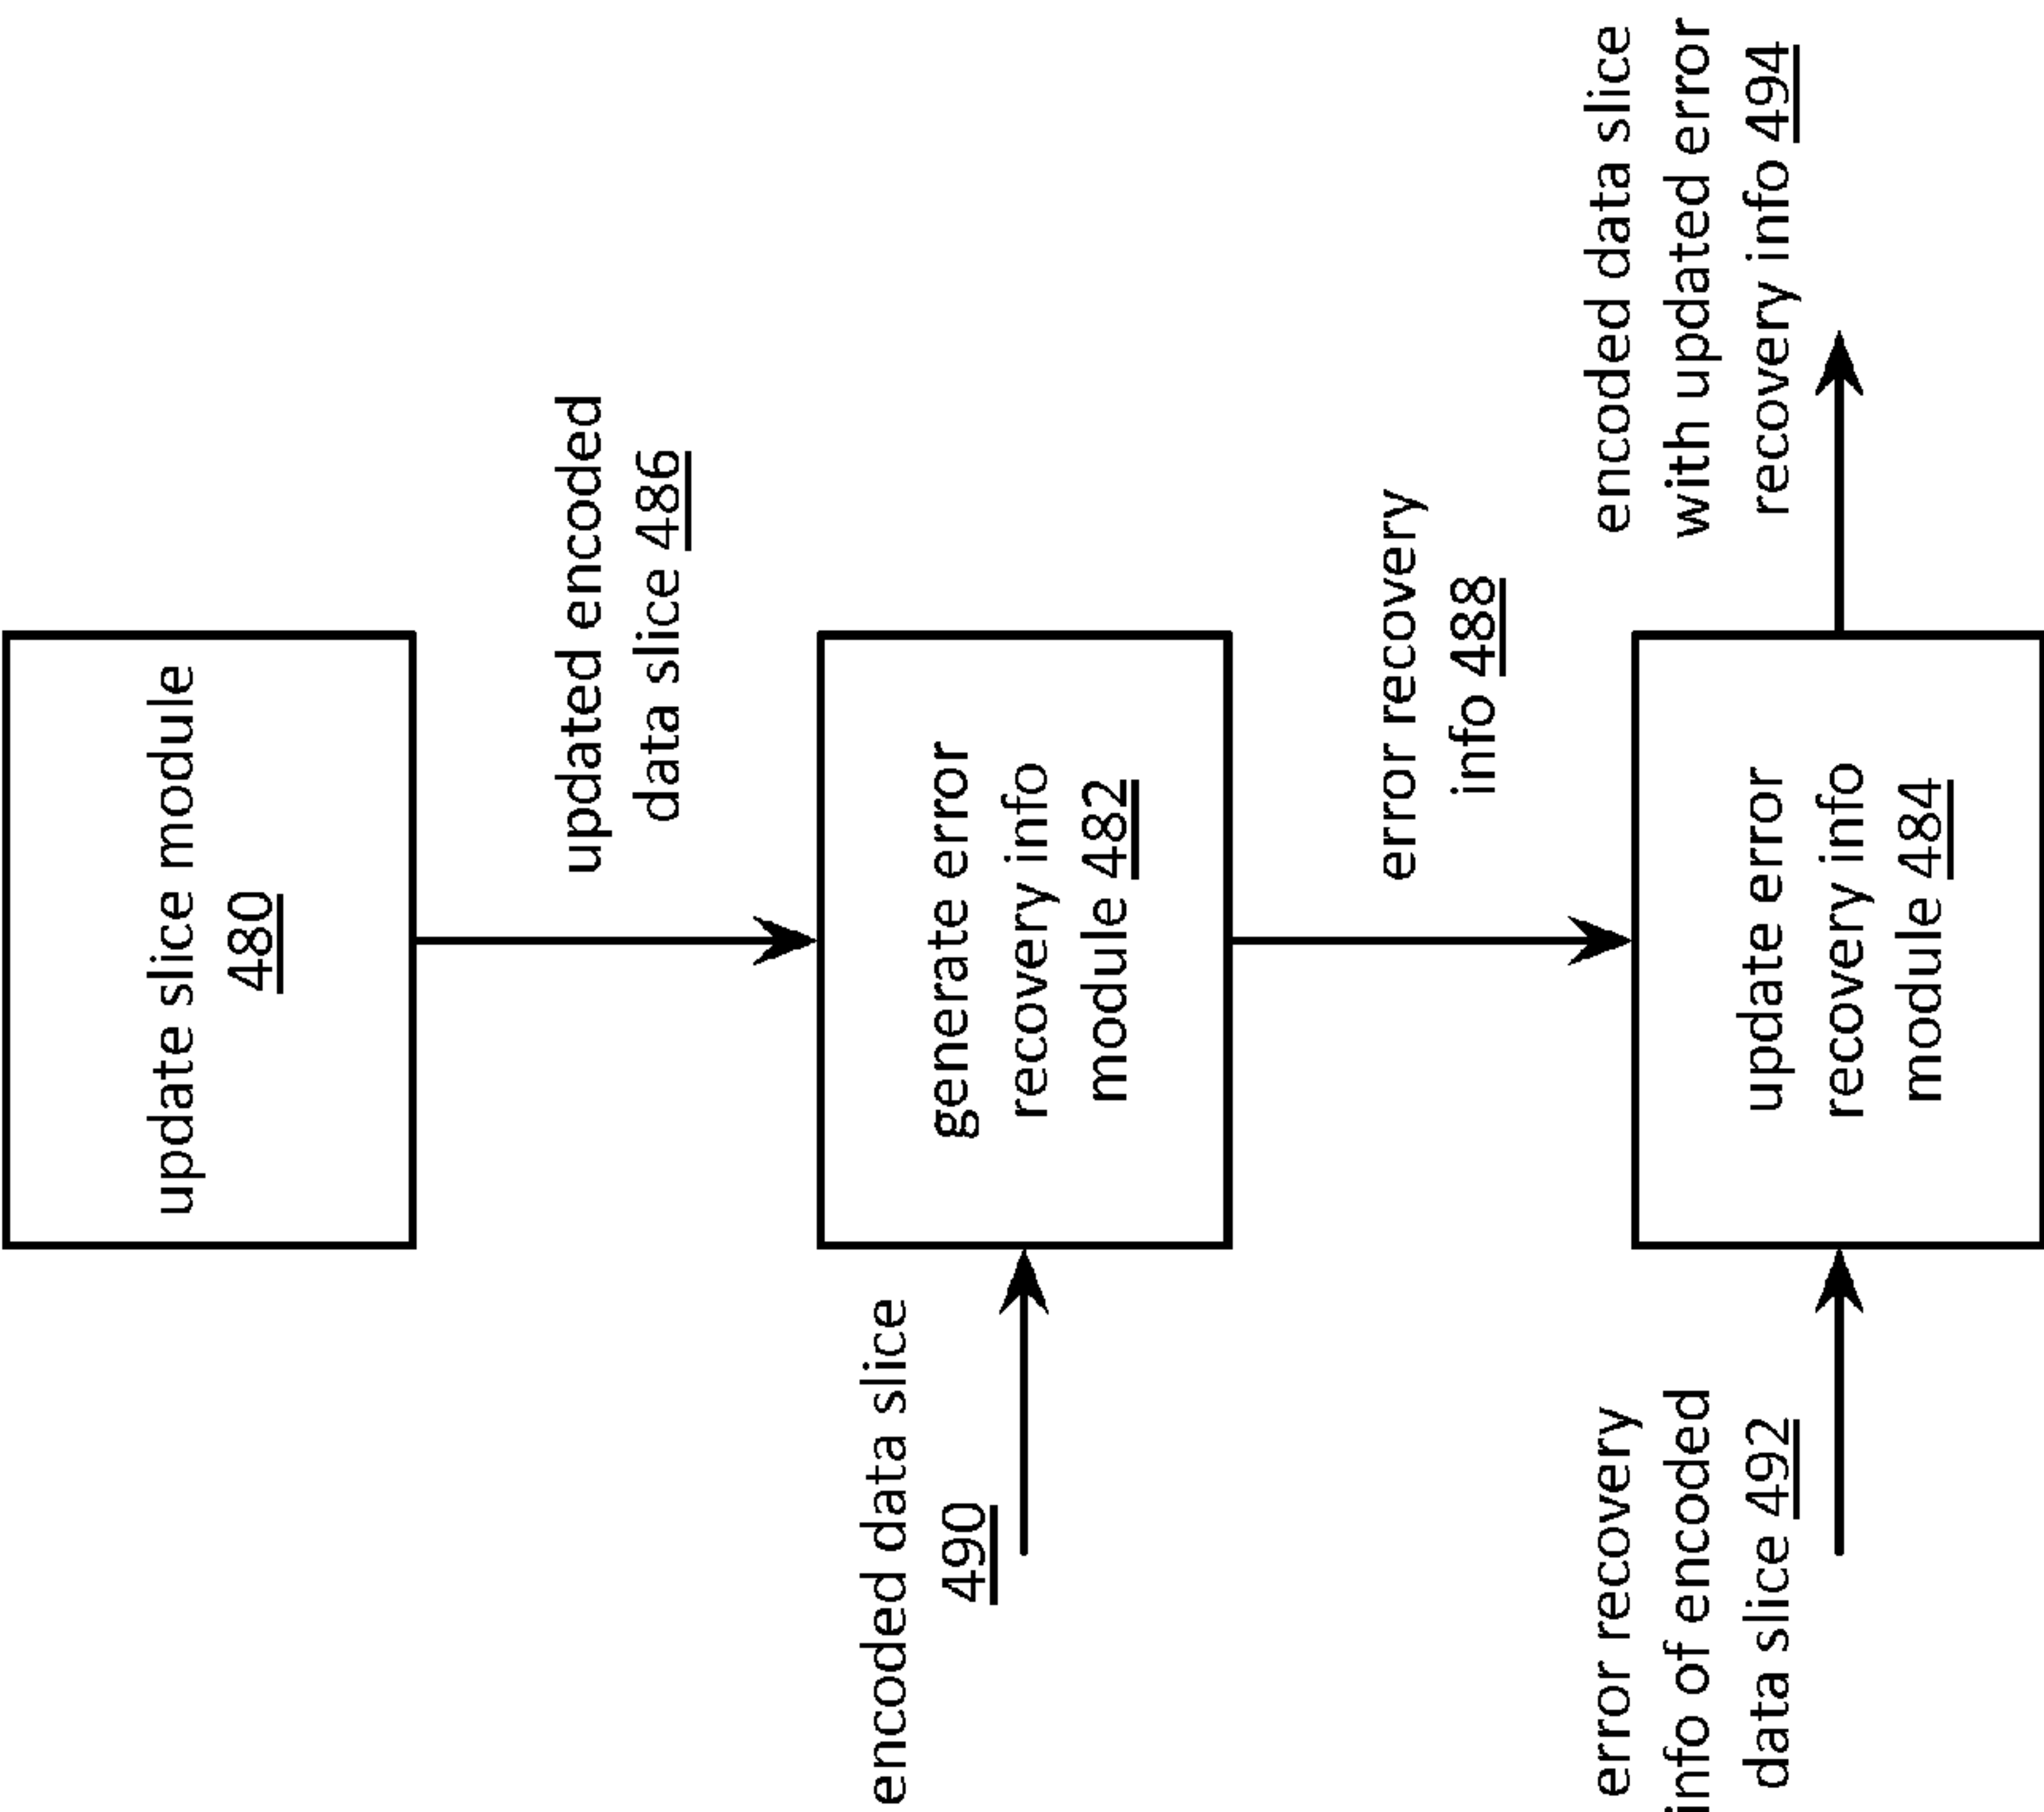 update slice module
480
updated encoded
data slice 486
encoded data slice
490
generate error
recovery info
module 482
error recovery
info 488
error recovery
info of encoded
data slice 492
update error
recovery info
module 484
encoded data slice
with updated error
recovery info 494